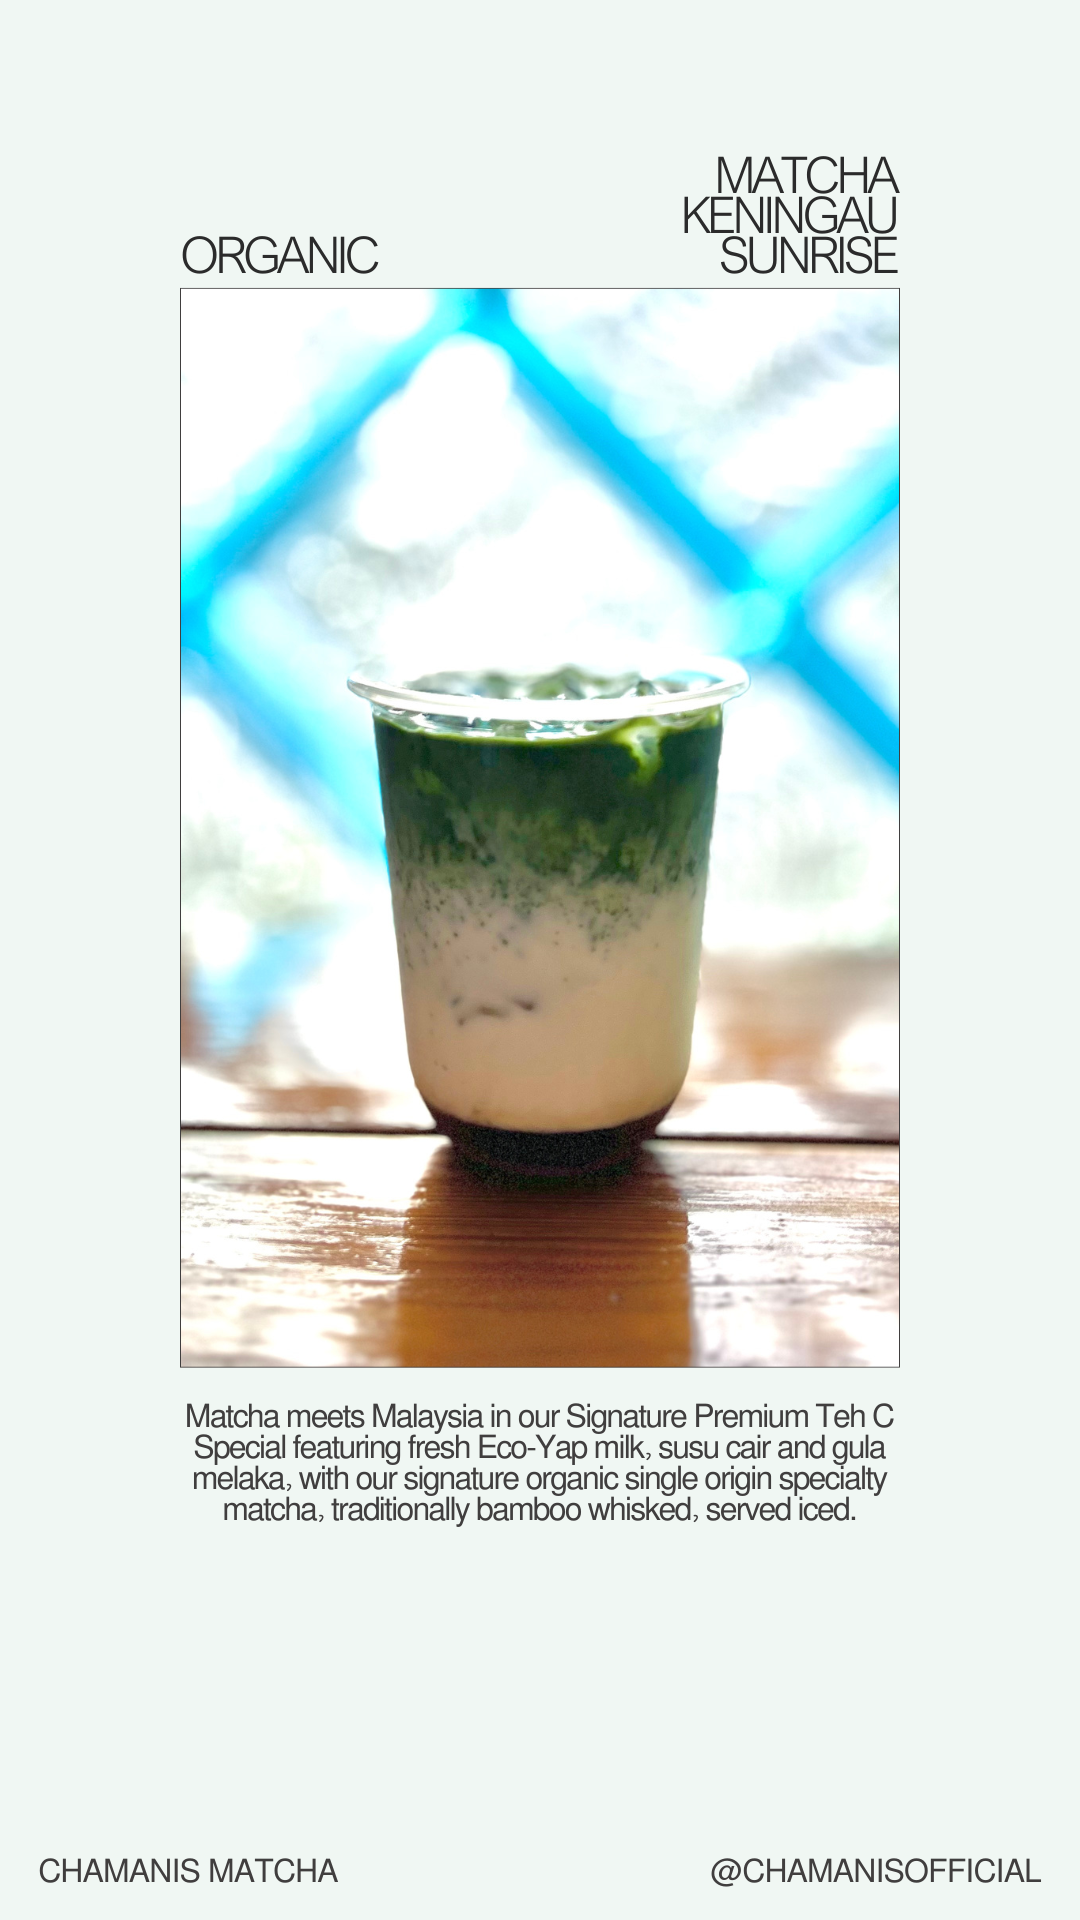 ORGANIC
MATCHA
KENINGAU
SUNRISE
Matcha meets Malaysia in our Signature Premium Teh C
Special featuring fresh Eco-Yap milk, susu cair and gula
melaka, with our signature organic single origin specialty
matcha, traditionally bamboo whisked, served iced.
CHAMANIS MATCHA
@CHAMANISOFFICIAL